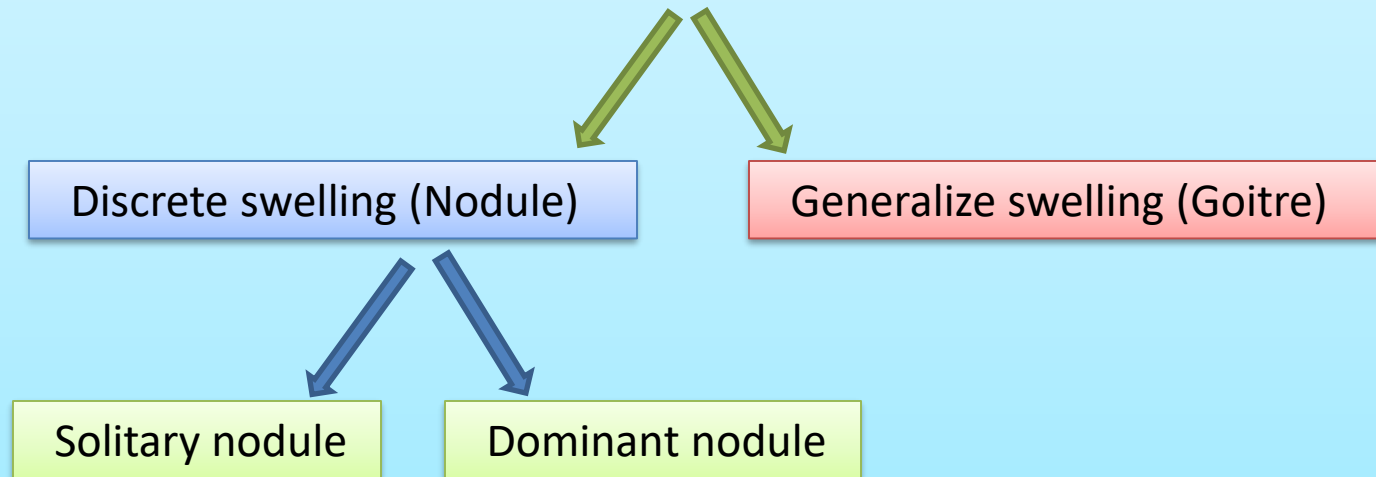 Discrete swelling (Nodule)
Generalize swelling (Goitre)
Solitary nodule
Dominant nodule